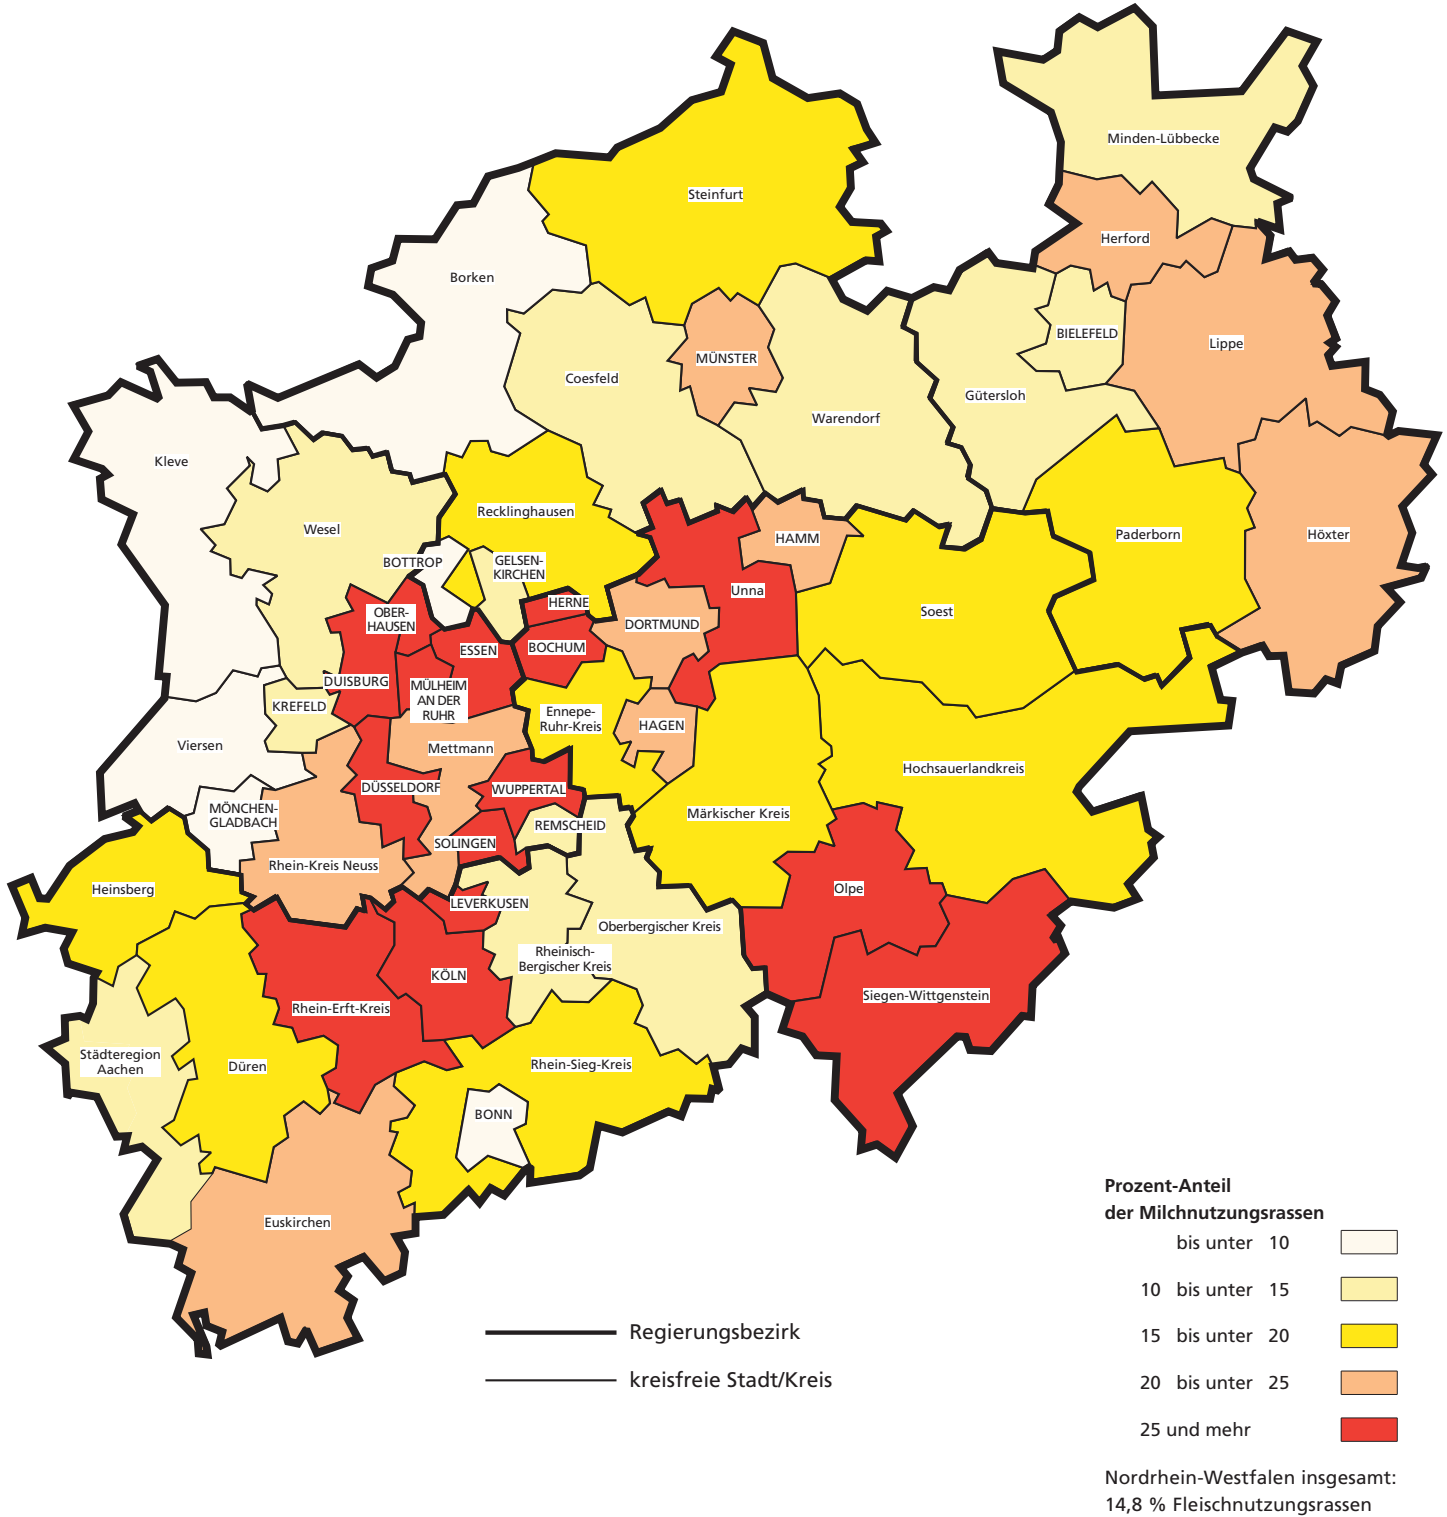 Minden-Lübbecke
Steinfurt
Herford
Borken
BIELEFELD
Lippe
MÜNSTER
Coesfeld
Gütersloh
Warendorf
Kleve
Recklinghausen
Wesel
Paderborn
Höxter
HAMM
BOTTROP
GELSEN-
KIRCHEN
Unna
HERNE
OBER-
HAUSEN
Soest
DORTMUND
ESSEN
BOCHUM
DUISBURG
MÜLHEIM
AN DER
RUHR
KREFELD
Ennepe-
Ruhr-Kreis
HAGEN
Viersen
Mettmann
Hochsauerlandkreis
DÜSSELDORF
WUPPERTAL
MÖNCHEN-
GLADBACH
Märkischer Kreis
REMSCHEID
SOLINGEN
Rhein-Kreis Neuss
Heinsberg
Olpe
LEVERKUSEN
Oberbergischer Kreis
Rheinisch-
Bergischer Kreis
KÖLN
Siegen-Wittgenstein
Rhein-Erft-Kreis
Städteregion
Aachen
Düren
Rhein-Sieg-Kreis
BONN
Euskirchen
Prozent-Anteil
der Milchnutzungsrassen
bis unter 10
10 bis unter 15
15 bis unter 20
20 bis unter 25
25 und mehr
Regierungsbezirk
kreisfreie Stadt/Kreis
Nordrhein-Westfalen insgesamt:
14,8 % Fleischnutzungsrassen